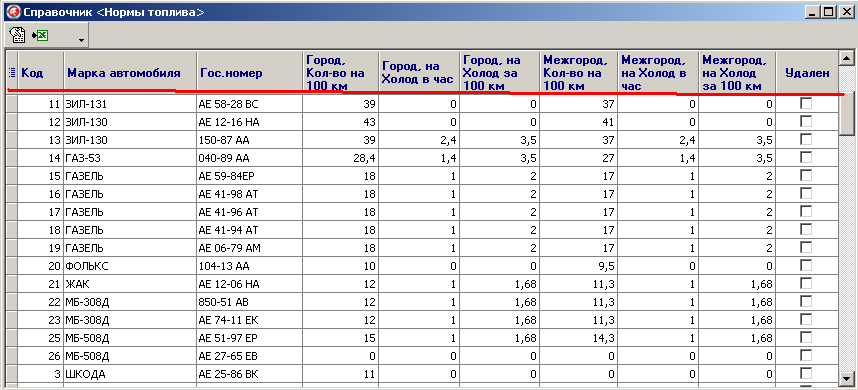 Справочник <Нормы топлива>
Код Марка автомобиля Гос.номер Город, Кол-во на 100 км Город, на Холод в час Город, на Холод за 100 км Межгород, Кол-во на 100 км Межгород, на Холод в час Межгород, на Холод за 100 км Удален
11 ЗИЛ-131 АЕ 58-28 ВС 39 0 0 37 0 0
12 ЗИЛ-130 АЕ 12-16 НА 43 0 0 41 0 0
13 ЗИЛ-130 150-87 АА 39 2,4 3,5 37 2,4 3,5
14 ГАЗ-53 040-89 АА 28,4 1,4 3,5 27 1,4 3,5
15 ГАЗЕЛЬ АЕ 59-84ЕР 18 1 2 17 1 2
16 ГАЗЕЛЬ АЕ 41-98 АТ 18 1 2 17 1 2
17 ГАЗЕЛЬ АЕ 41-96 АТ 18 1 2 17 1 2
18 ГАЗЕЛЬ АЕ 41-94 АТ 18 1 2 17 1 2
19 ГАЗЕЛЬ АЕ 06-79 АМ 18 1 2 17 1 2
20 ФОЛЬКС 104-13 АА 10 0 0 9,5 0 0
21 ЖАК АЕ 12-06 НА 12 1 1,68 11,3 1 1,68
22 МБ-308Д 850-51 АВ 12 1 1,68 11,3 1 1,68
23 МБ-308Д АЕ 74-11 ЕК 12 1 1,68 11,3 1 1,68
25 МБ-508Д АЕ 51-97 ЕР 15 1 1,68 14,3 1 1,68
26 МБ-508Д АЕ 27-65 ЕВ 0 0 0 0 0 0
3 ШКОДА АЕ 25-86 ВК 11 0 0 0 0 0